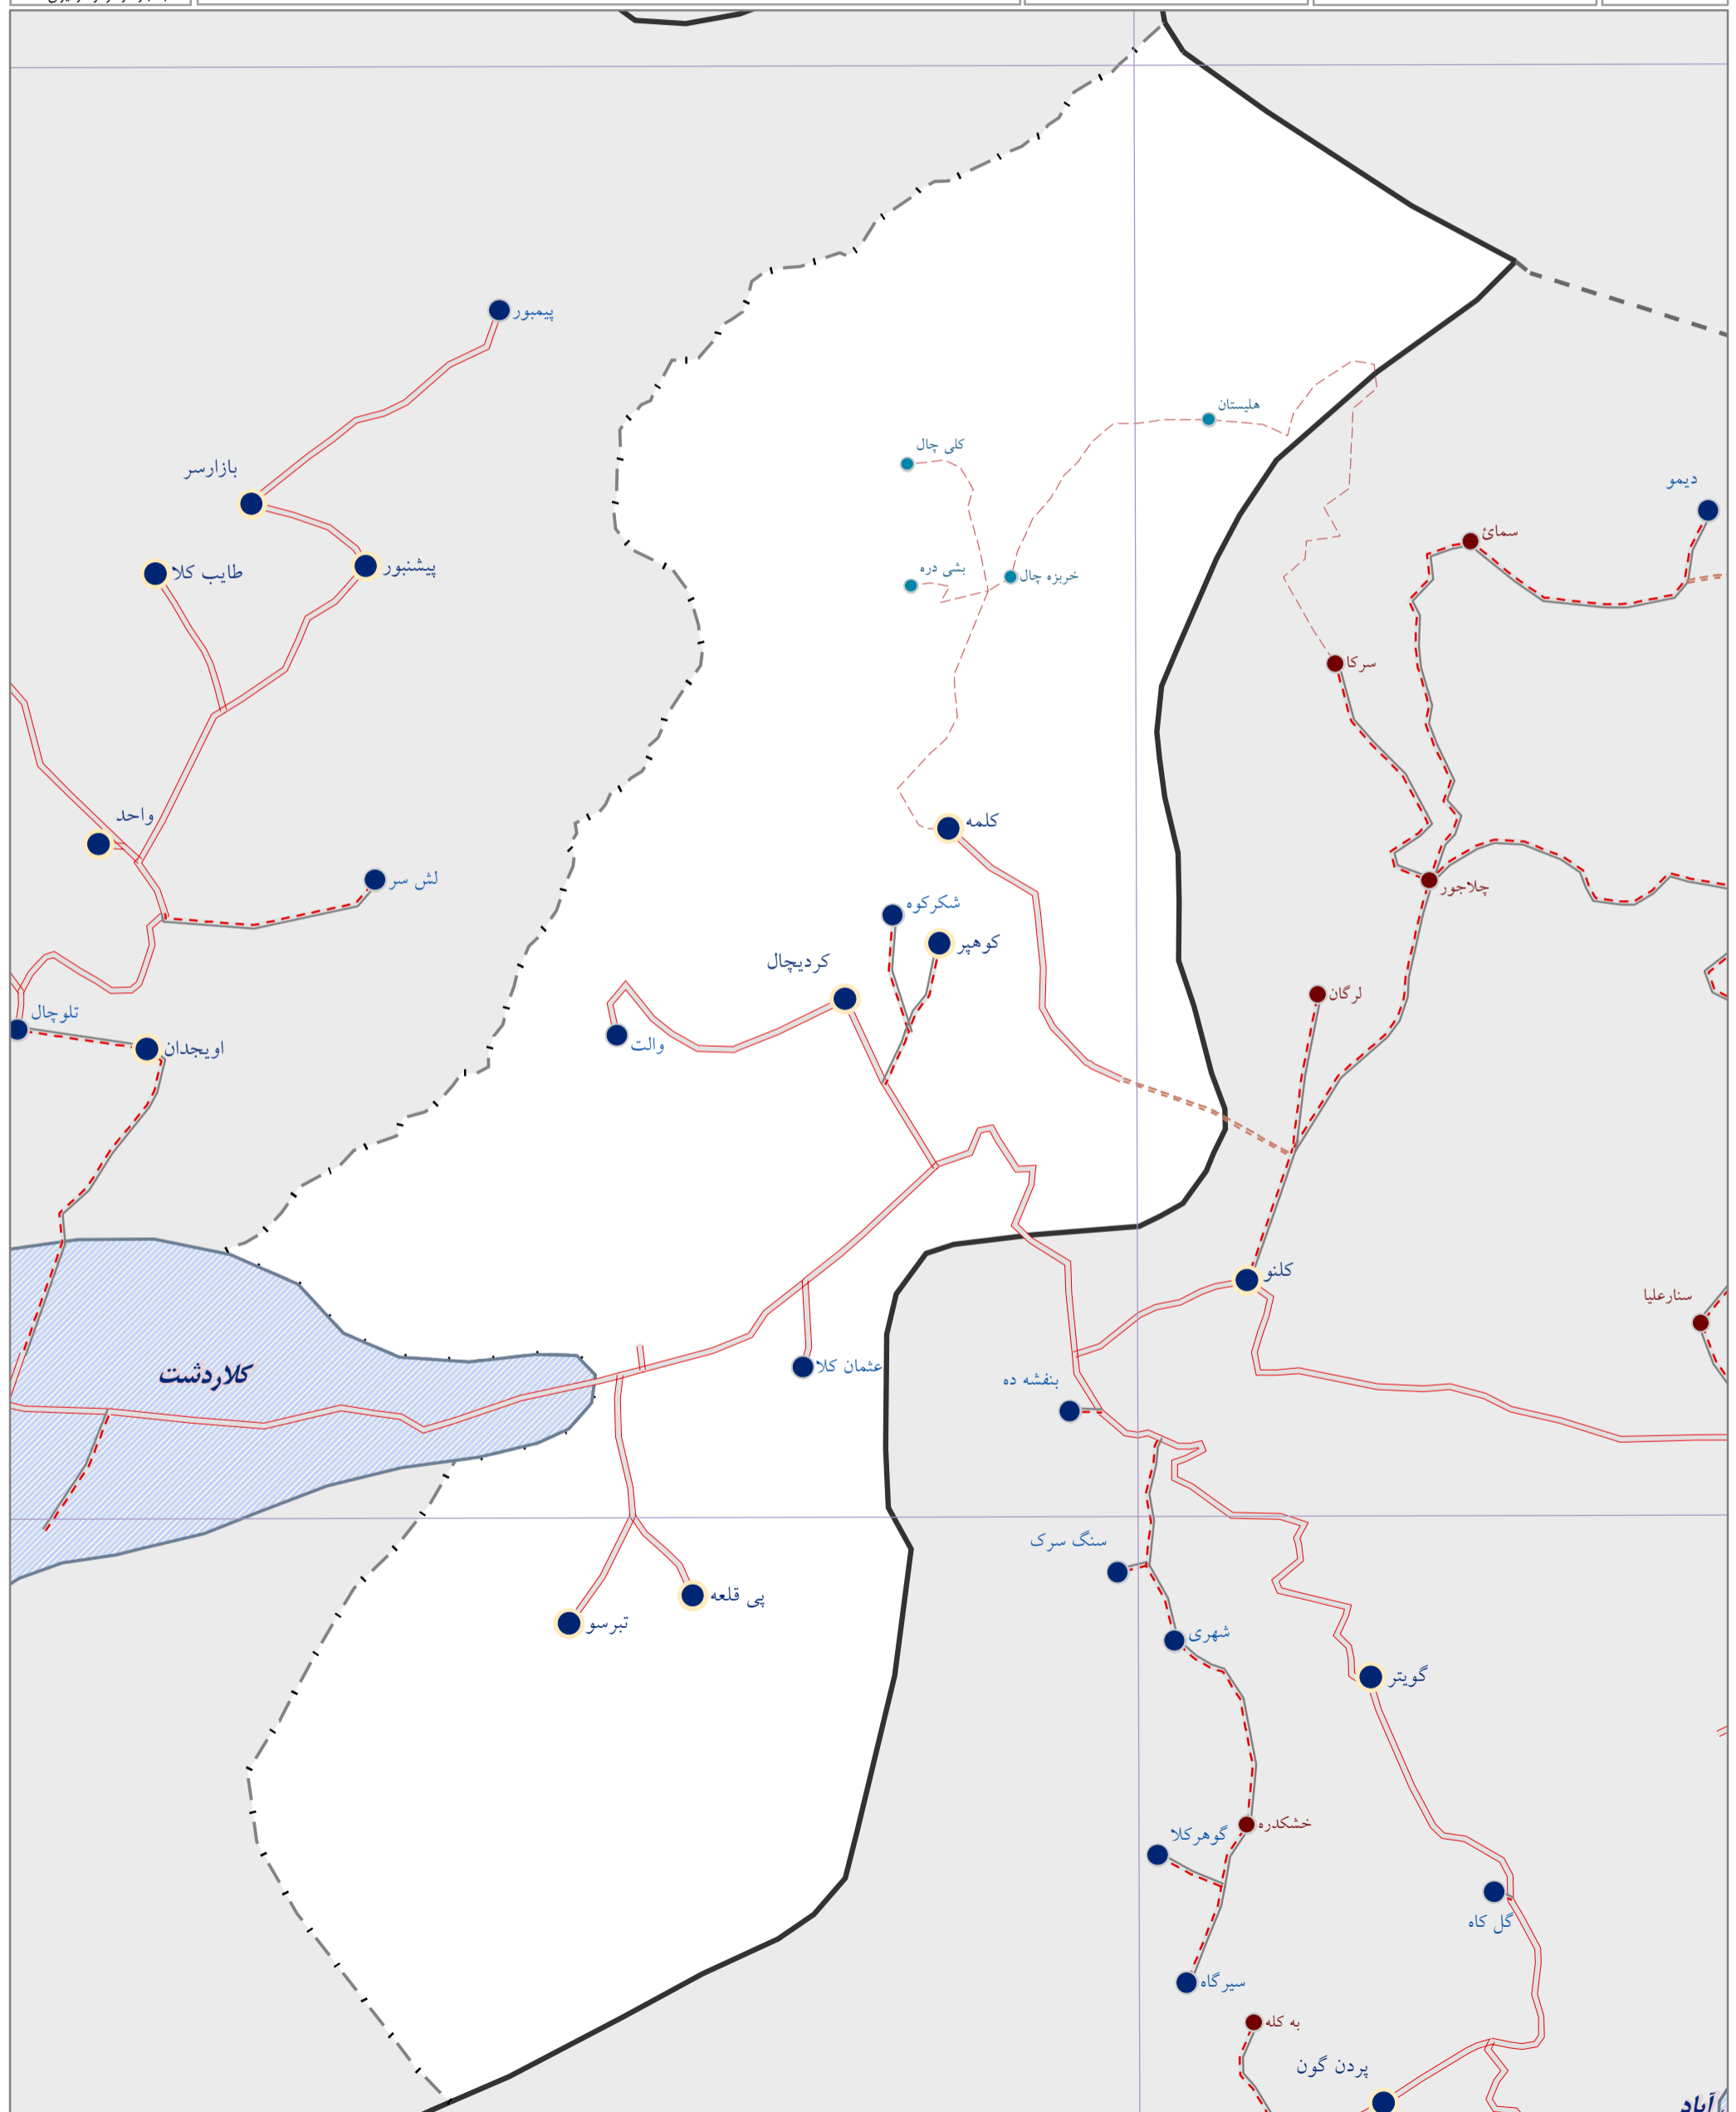 پیمبور
هلیستان
کلی چال
بازارسر
دیمو
سمائ
پیشنبور
طایب کلا
بشی دره
خربزه چال
سرکا
واحد
کلمه
لش سر
چلاجور
شکرکوه
کوهپر
کردیچال
لرگان
تلوچال
والت
اویجدان
کلنو
سنارعلیا
عثمان کلا
کلاردشت
بنفشه ده
سنگ سرک
پی قلعه
تبرسو
شهری
گویتر
خشکدره
گوهرکلا
گل کاه
سیرگاه
به کله
پردن گون
آباد